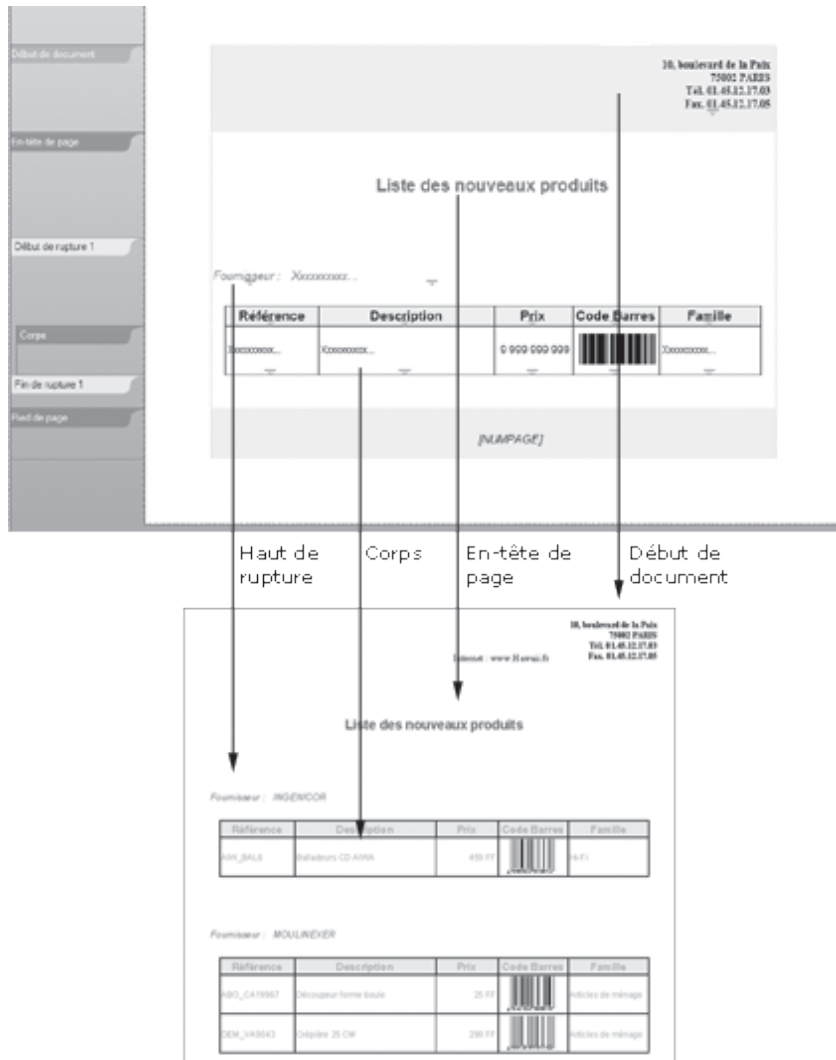 Début de document
10, boulevard de la Paix
75002 PARIS
Tél. 01.45.12.17.03
Fax. 01.45.12.17.05
En-tête de page
Liste des nouveaux produits
Début de rupture 1
Fournisseur : Xxxxxxxxxx...
Référence Description Prix Code Barres Famille
Corps
Xxxxxxxxxx... Xxxxxxxxxx... 9 999 999 999 Xxxxxxxxxx...
Fin de rupture 1
Pied de page
[NUMPAGE]
Haut de rupture
Corps
En-tête de page
Début de document
10, boulevard de la Paix
75002 PARIS
Tél. 01.45.12.17.03
Fax. 01.45.12.17.05
Internet :
Liste des nouveaux produits
Fournisseur : INGENICOR
Référence Description Prix Code Barres Famille
Balladeurs CD AIWA 459 FF Hi-Fi
Fournisseur : MOULINEXER
Référence Description Prix Code Barres Famille
Découpeur forme boule 25 FF Articles de ménage
Crêpière 25 CM 299 FF Articles de ménage